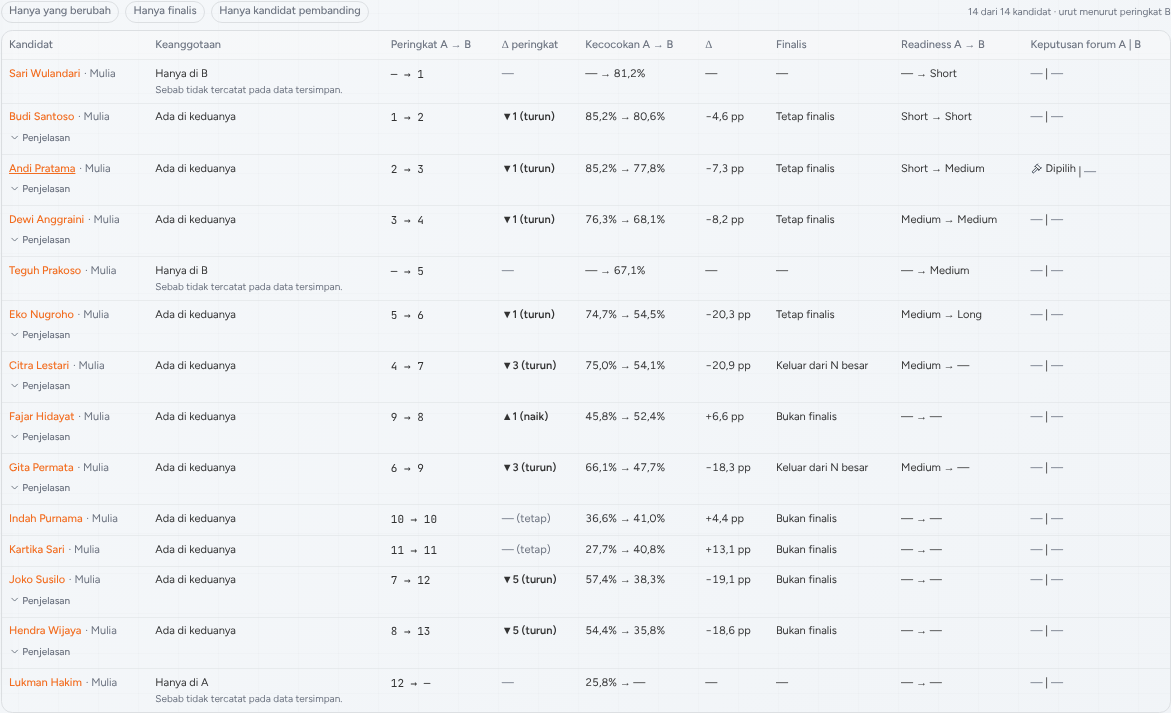 Hanya yang berubah Hanya finalis Hanya kandidat pembanding 14 dari 14 kandidat · urut menurut peringkat B
Kandidat Keanggotaan Peringkat A → B Δ peringkat Kecocokan A → B Δ Finalis Readiness A → B Keputusan forum A | B
Sari Wulandari · Mulia Hanya di B — → 1 — — → 81,2% — — — → Short — | —
Sebab tidak tercatat pada data tersimpan.
Budi Santoso · Mulia Ada di keduanya 1 → 2 ▼1 (turun) 85,2% → 80,6% −4,6 pp Tetap finalis Short → Short — | —
Penjelasan
Andi Pratama · Mulia Ada di keduanya 2 → 3 ▼1 (turun) 85,2% → 77,8% −7,3 pp Tetap finalis Short → Medium Dipilih | —
Penjelasan
Dewi Anggraini · Mulia Ada di keduanya 3 → 4 ▼1 (turun) 76,3% → 68,1% −8,2 pp Tetap finalis Medium → Medium — | —
Penjelasan
Teguh Prakoso · Mulia Hanya di B — → 5 — — → 67,1% — — — → Medium — | —
Sebab tidak tercatat pada data tersimpan.
Eko Nugroho · Mulia Ada di keduanya 5 → 6 ▼1 (turun) 74,7% → 54,5% −20,3 pp Tetap finalis Medium → Long — | —
Penjelasan
Citra Lestari · Mulia Ada di keduanya 4 → 7 ▼3 (turun) 75,0% → 54,1% −20,9 pp Keluar dari N besar Medium → — — | —
Penjelasan
Fajar Hidayat · Mulia Ada di keduanya 9 → 8 ▲1 (naik) 45,8% → 52,4% +6,6 pp Bukan finalis — → — — | —
Penjelasan
Gita Permata · Mulia Ada di keduanya 6 → 9 ▼3 (turun) 66,1% → 47,7% −18,3 pp Keluar dari N besar Medium → — — | —
Penjelasan
Indah Purnama · Mulia Ada di keduanya 10 → 10 — (tetap) 36,6% → 41,0% +4,4 pp Bukan finalis — → — — | —
Kartika Sari · Mulia Ada di keduanya 11 → 11 — (tetap) 27,7% → 40,8% +13,1 pp Bukan finalis — → — — | —
Joko Susilo · Mulia Ada di keduanya 7 → 12 ▼5 (turun) 57,4% → 38,3% −19,1 pp Bukan finalis — → — — | —
Penjelasan
Hendra Wijaya · Mulia Ada di keduanya 8 → 13 ▼5 (turun) 54,4% → 35,8% −18,6 pp Bukan finalis — → — — | —
Penjelasan
Lukman Hakim · Mulia Hanya di A 12 → — — 25,8% → — — — — → — — | —
Sebab tidak tercatat pada data tersimpan.